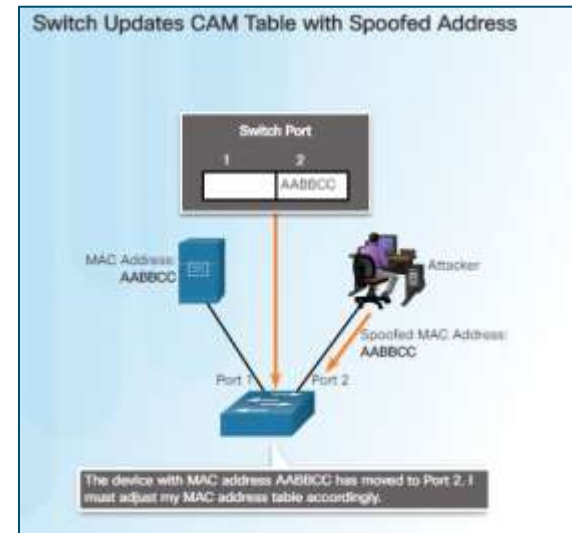 Switch Updates CAM Table with Spoofed Address
Switch Port
1 2
AABBCC
MAC Address:
AABBCC
Attacker
Spoofed MAC Address:
AABBCC
Port 1
Port 2
The device with MAC address AABBCC has moved to Port 2. I
must adjust my MAC address table accordingly.